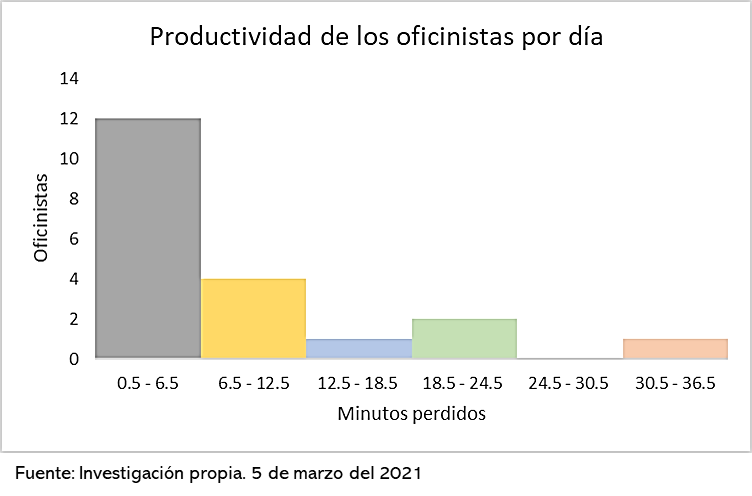 Productividad de los oficinistas por día
14
12
10
8
6
4
2
0
Oficinistas
0.5 - 6.5 6.5 - 12.5 12.5 - 18.5 18.5 - 24.5 24.5 - 30.5 30.5 - 36.5
Minutos perdidos
Fuente: Investigación propia. 5 de marzo del 2021